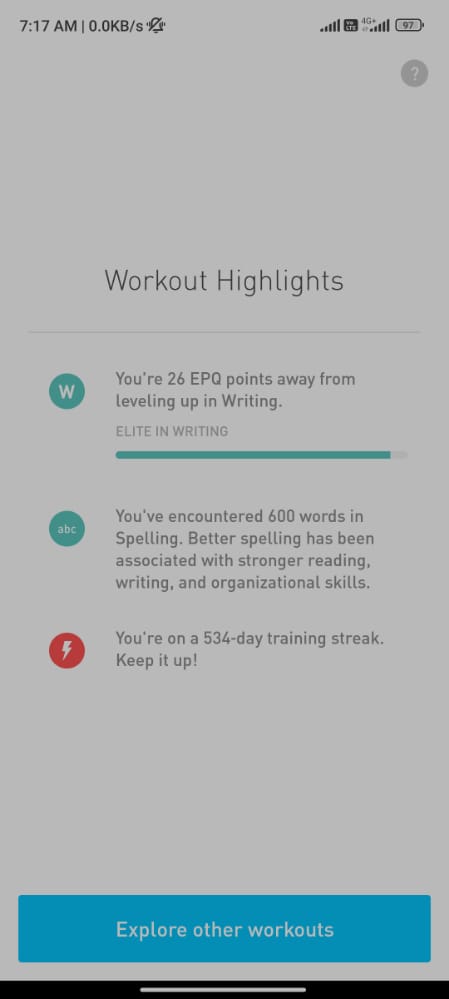 7:17 AM | 0.0KB/s
Vo LTE 4G+ 97
?
Workout Highlights
W
You're 26 EPQ points away from
leveling up in Writing.
ELITE IN WRITING
abc
You've encountered 600 words in
Spelling. Better spelling has been
associated with stronger reading,
writing, and organizational skills.
You're on a 534-day training streak.
Keep it up!
Explore other workouts